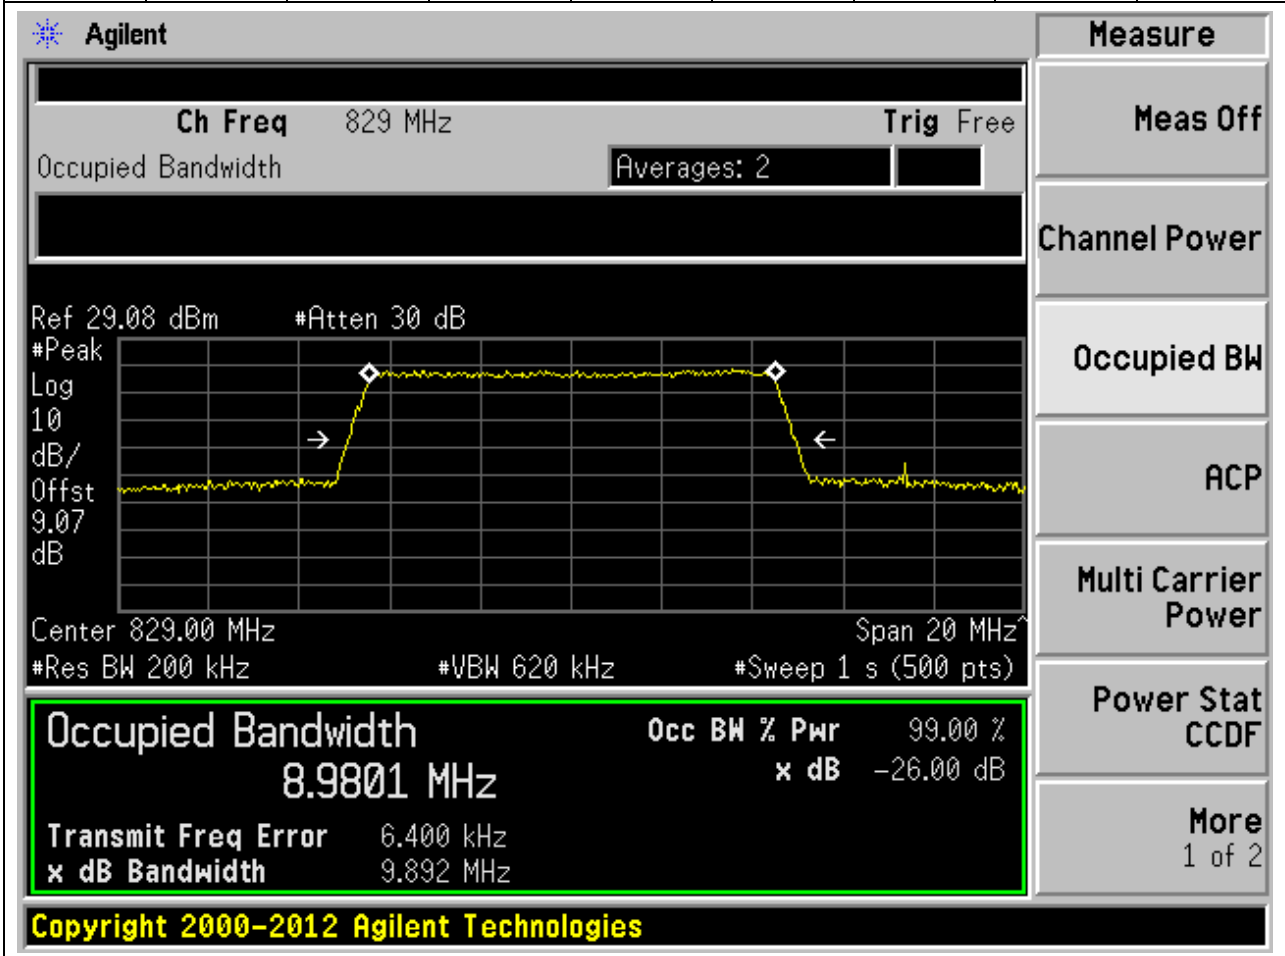 Agilent
Measure
Ch Freq 829 MHz Trig Free
Meas Off
Occupied Bandwidth Averages: 2
Channel Power
Ref 29.08 dBm #Atten 30 dB
#Peak
Log
10
dB/
Offst
9.07
dB
Occupied BW
ACP
Center 829.00 MHz Span 20 MHz^
#Res BW 200 kHz #VBW 620 kHz #Sweep 1 s (500 pts)
Multi Carrier
Power
Occupied Bandwidth Occ BW % Pwr 99.00 %
8.9801 MHz x dB -26.00 dB
Power Stat
CCDF
Transmit Freq Error 6.400 kHz
x dB Bandwidth 9.892 MHz
More
1 of 2
Copyright 2000-2012 Agilent Technologies